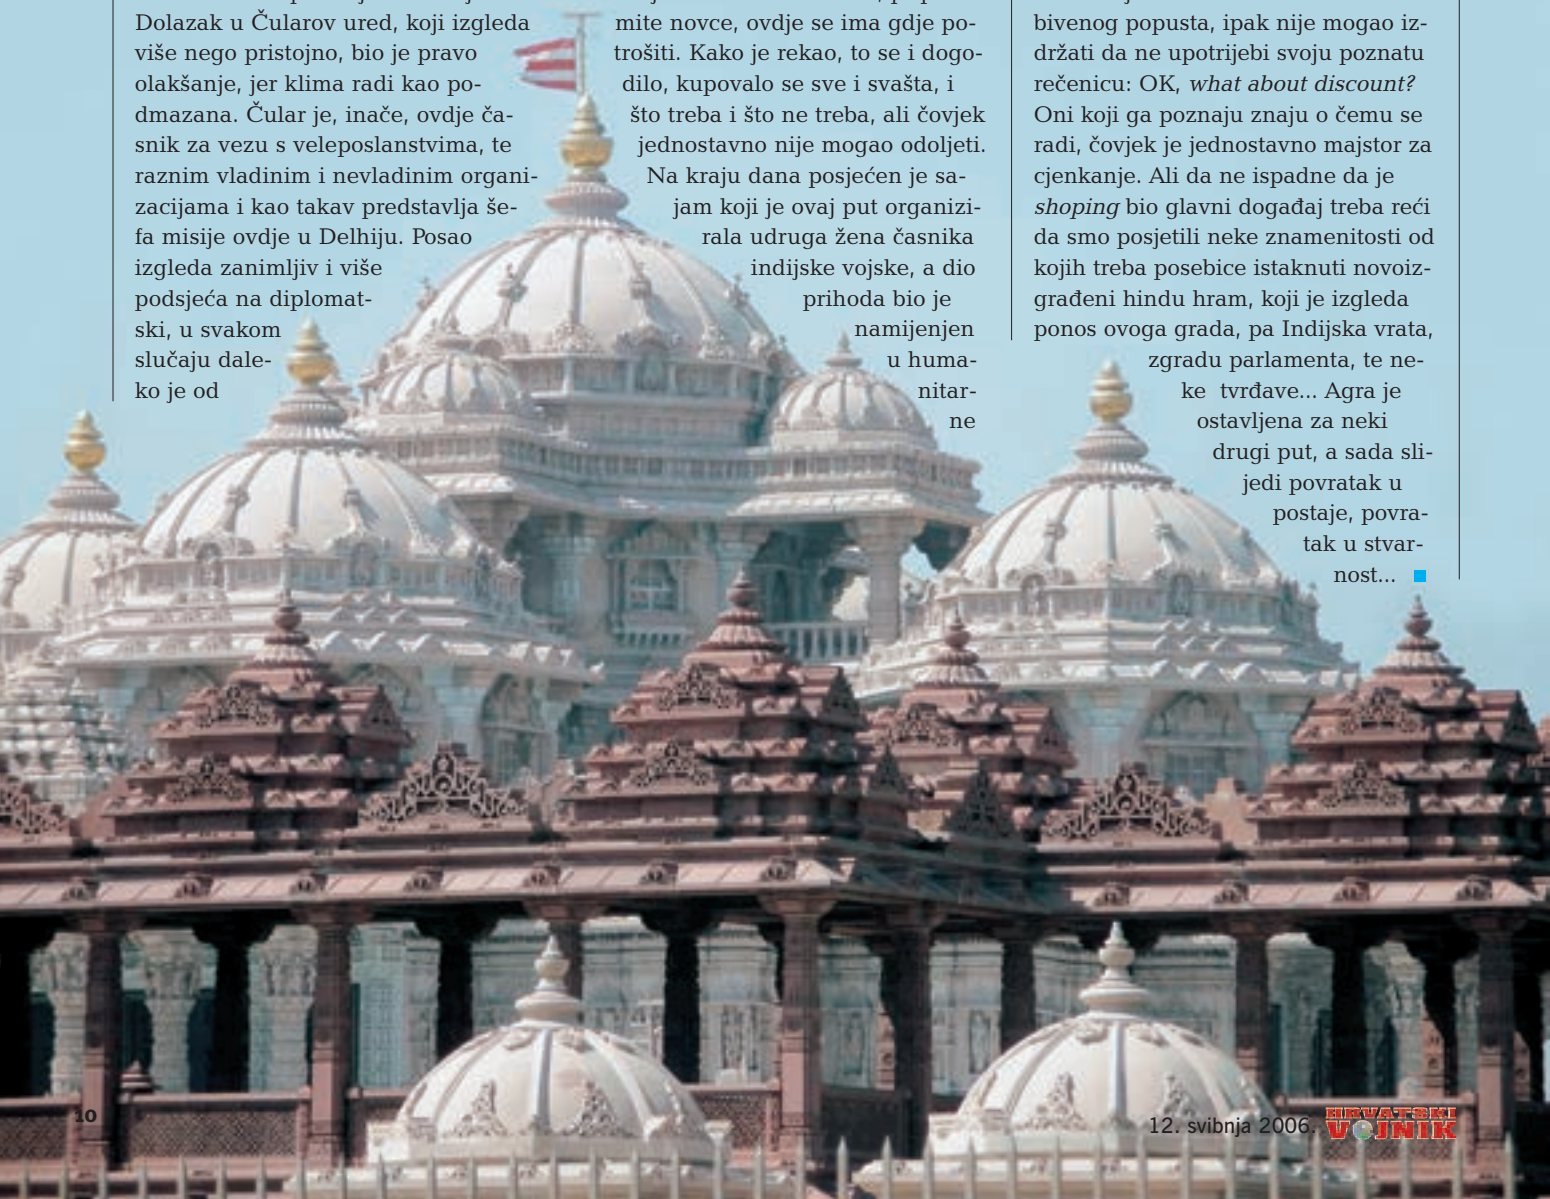 Dolazak u Čularov ured, koji izgleda
više nego pristojno, bio je pravo
olakšanje, jer klima radi kao po-
dmazana. Čular je, inače, ovdje ča-
snik za vezu s veleposlanstvima, te
raznim vladinim i nevladinim organi-
zacijama i kao takav predstavlja še-
fa misije ovdje u Delhiju. Posao
izgleda zanimljiv i više
podsjeća na diplomat-
ski, u svakom
slučaju dale-
ko je od
mite novce, ovdje se ima gdje po-
trošiti. Kako je rekao, to se i dogo-
dilo, kupovalo se sve i svašta, i
što treba i što ne treba, ali čovjek
jednostavno nije mogao odoljeti.
Na kraju dana posjećen je sa-
jam koji je ovaj put organizi-
rala udruga žena časnika
indijske vojske, a dio
prihoda bio je
namijenjen
u huma-
nitar-
ne
bivenog popusta, ipak nije mogao iz-
držati da ne upotrijebi svoju poznatu
rečenicu: OK, what about discount?
Oni koji ga poznaju znaju o čemu se
radi, čovjek je jednostavno majstor za
cjenkanje. Ali da ne ispadne da je
shoping bio glavni događaj treba reći
da smo posjetili neke znamenitosti od
kojih treba posebice istaknuti novoiz-
građeni hindu hram, koji je izgleda
ponos ovoga grada, pa Indijska vrata,
zgradu parlamenta, te ne-
ke tvrđave... Agra je
ostavljena za neki
drugi put, a sada sli-
jedi povratak u
postaje, povra-
tak u stvar-
nost...
10
12. svibnja 2006.
HRVATSKI
VOJNIK